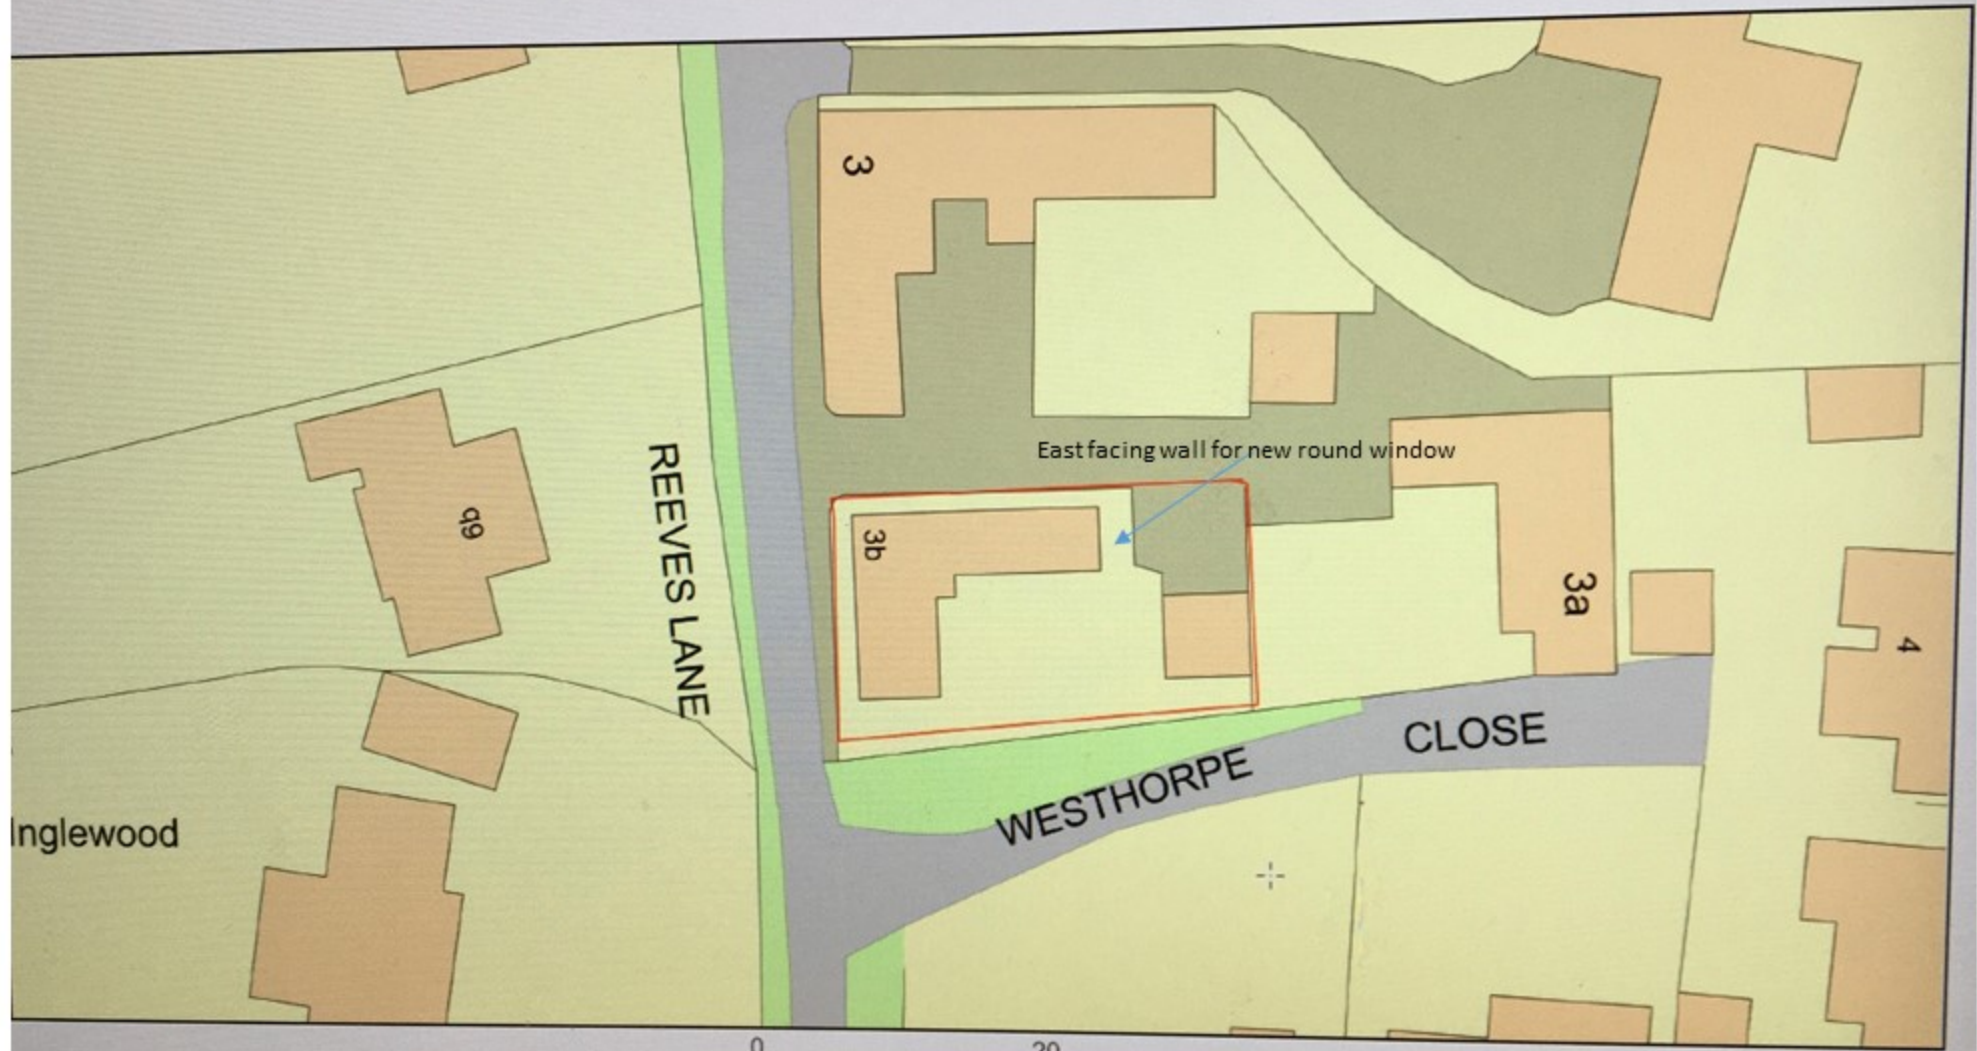 3
East facing wall for new round window
REEVES LANE
6b
3b
3a
4
WESTHORPE CLOSE
Inglewood
0
20